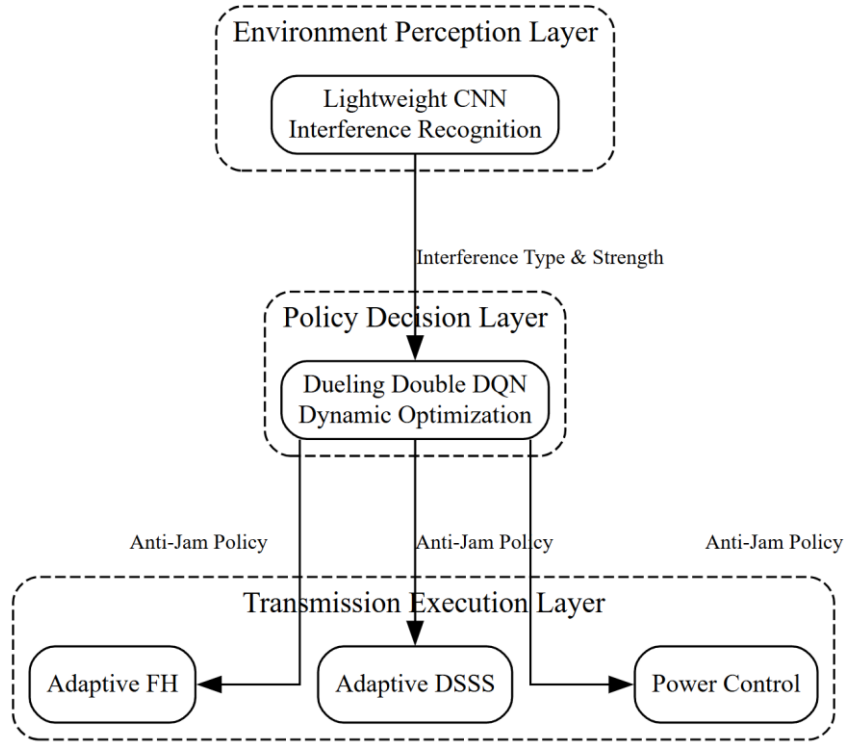 Environment Perception Layer
Lightweight CNN
Interference Recognition
Interference Type & Strength
Policy Decision Layer
Dueling Double DQN
Dynamic Optimization
Anti-Jam Policy
Anti-Jam Policy
Anti-Jam Policy
Transmission Execution Layer
Adaptive FH
Adaptive DSSS
Power Control